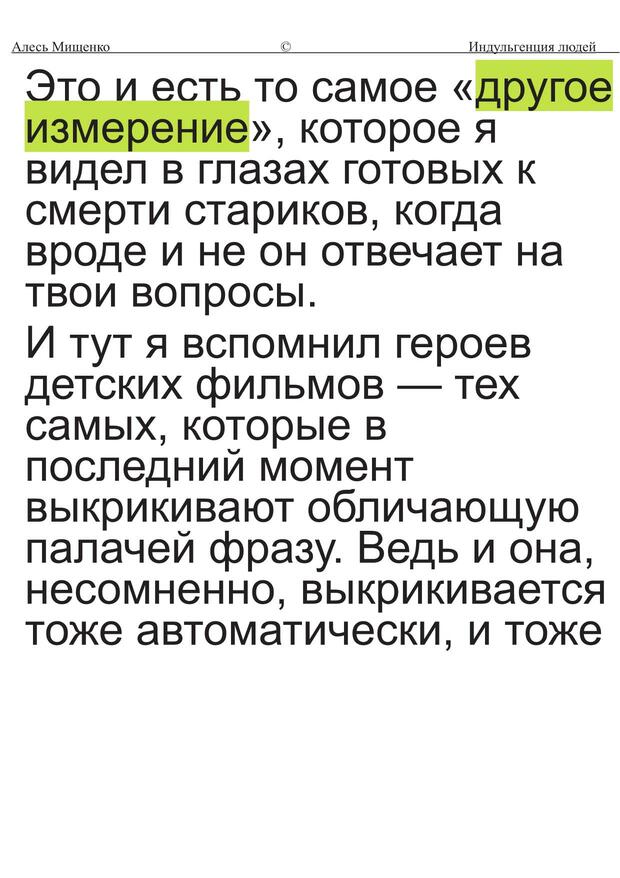 Алесь Мищенко © Индульгенция людей
Это и есть то самое «другое
измерение», которое я
видел в глазах готовых к
смерти стариков, когда
вроде и не он отвечает на
твои вопросы.
И тут я вспомнил героев
детских фильмов — тех
самых, которые в
последний момент
выкрикивают обличающую
палачей фразу. Ведь и она,
несомненно, выкрикивается
тоже автоматически, и тоже